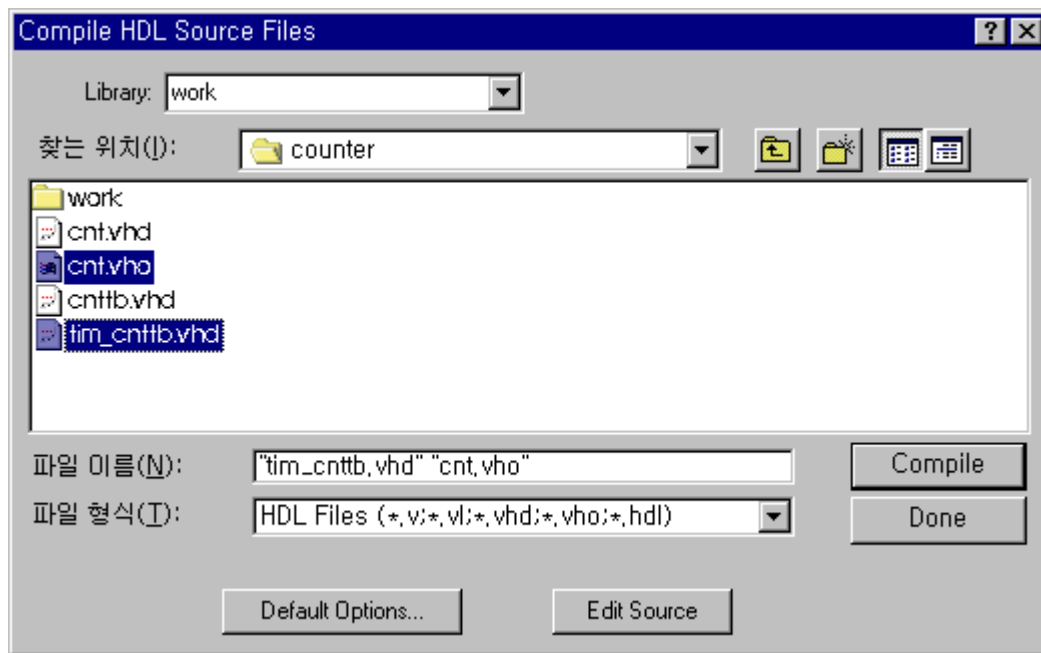 Compile HDL Source Files
Library: work
찾는 위치(I): counter
work
cnt.vhd
cnt.vho
cnttb.vhd
tim_cnttb.vhd
파일 이름(N): "tim_cnttb,vhd" "cnt,vho" Compile
파일 형식(T): HDL Files (*,v;*,vl;*,vhd;*,vho;*,hdl) Done
Default Options... Edit Source